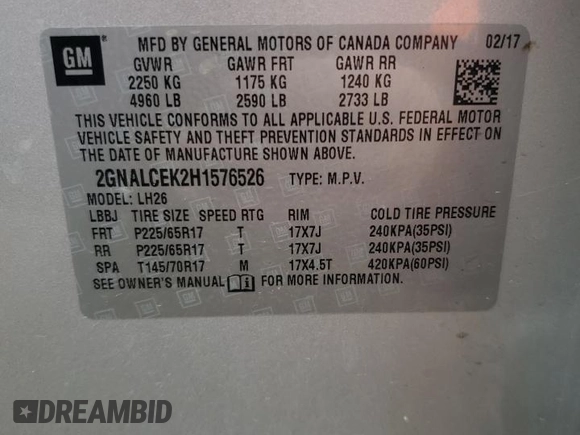 GM
MFD BY GENERAL MOTORS OF CANADA COMPANY 02/17
GVWR GAWR FRT GAWR RR
2250 KG 1175 KG 1240 KG
4960 LB 2590 LB 2733 LB
THIS VEHICLE CONFORMS TO ALL APPLICABLE U.S. FEDERAL MOTOR
VEHICLE SAFETY AND THEFT PREVENTION STANDARDS IN EFFECT ON
THE DATE OF MANUFACTURE SHOWN ABOVE.
2GNALCEK2H1576526 TYPE: M.P.V.
MODEL: LH26
LBBJ TIRE SIZE SPEED RTG RIM COLD TIRE PRESSURE
FRT P225/65R17 T 17X7J 240KPA(35PSI)
RR P225/65R17 T 17X7J 240KPA(35PSI)
SPA T145/70R17 M 17X4.5T 420KPA(60PSI)
SEE OWNER'S MANUAL FOR MORE INFORMATION.
DREAMBID